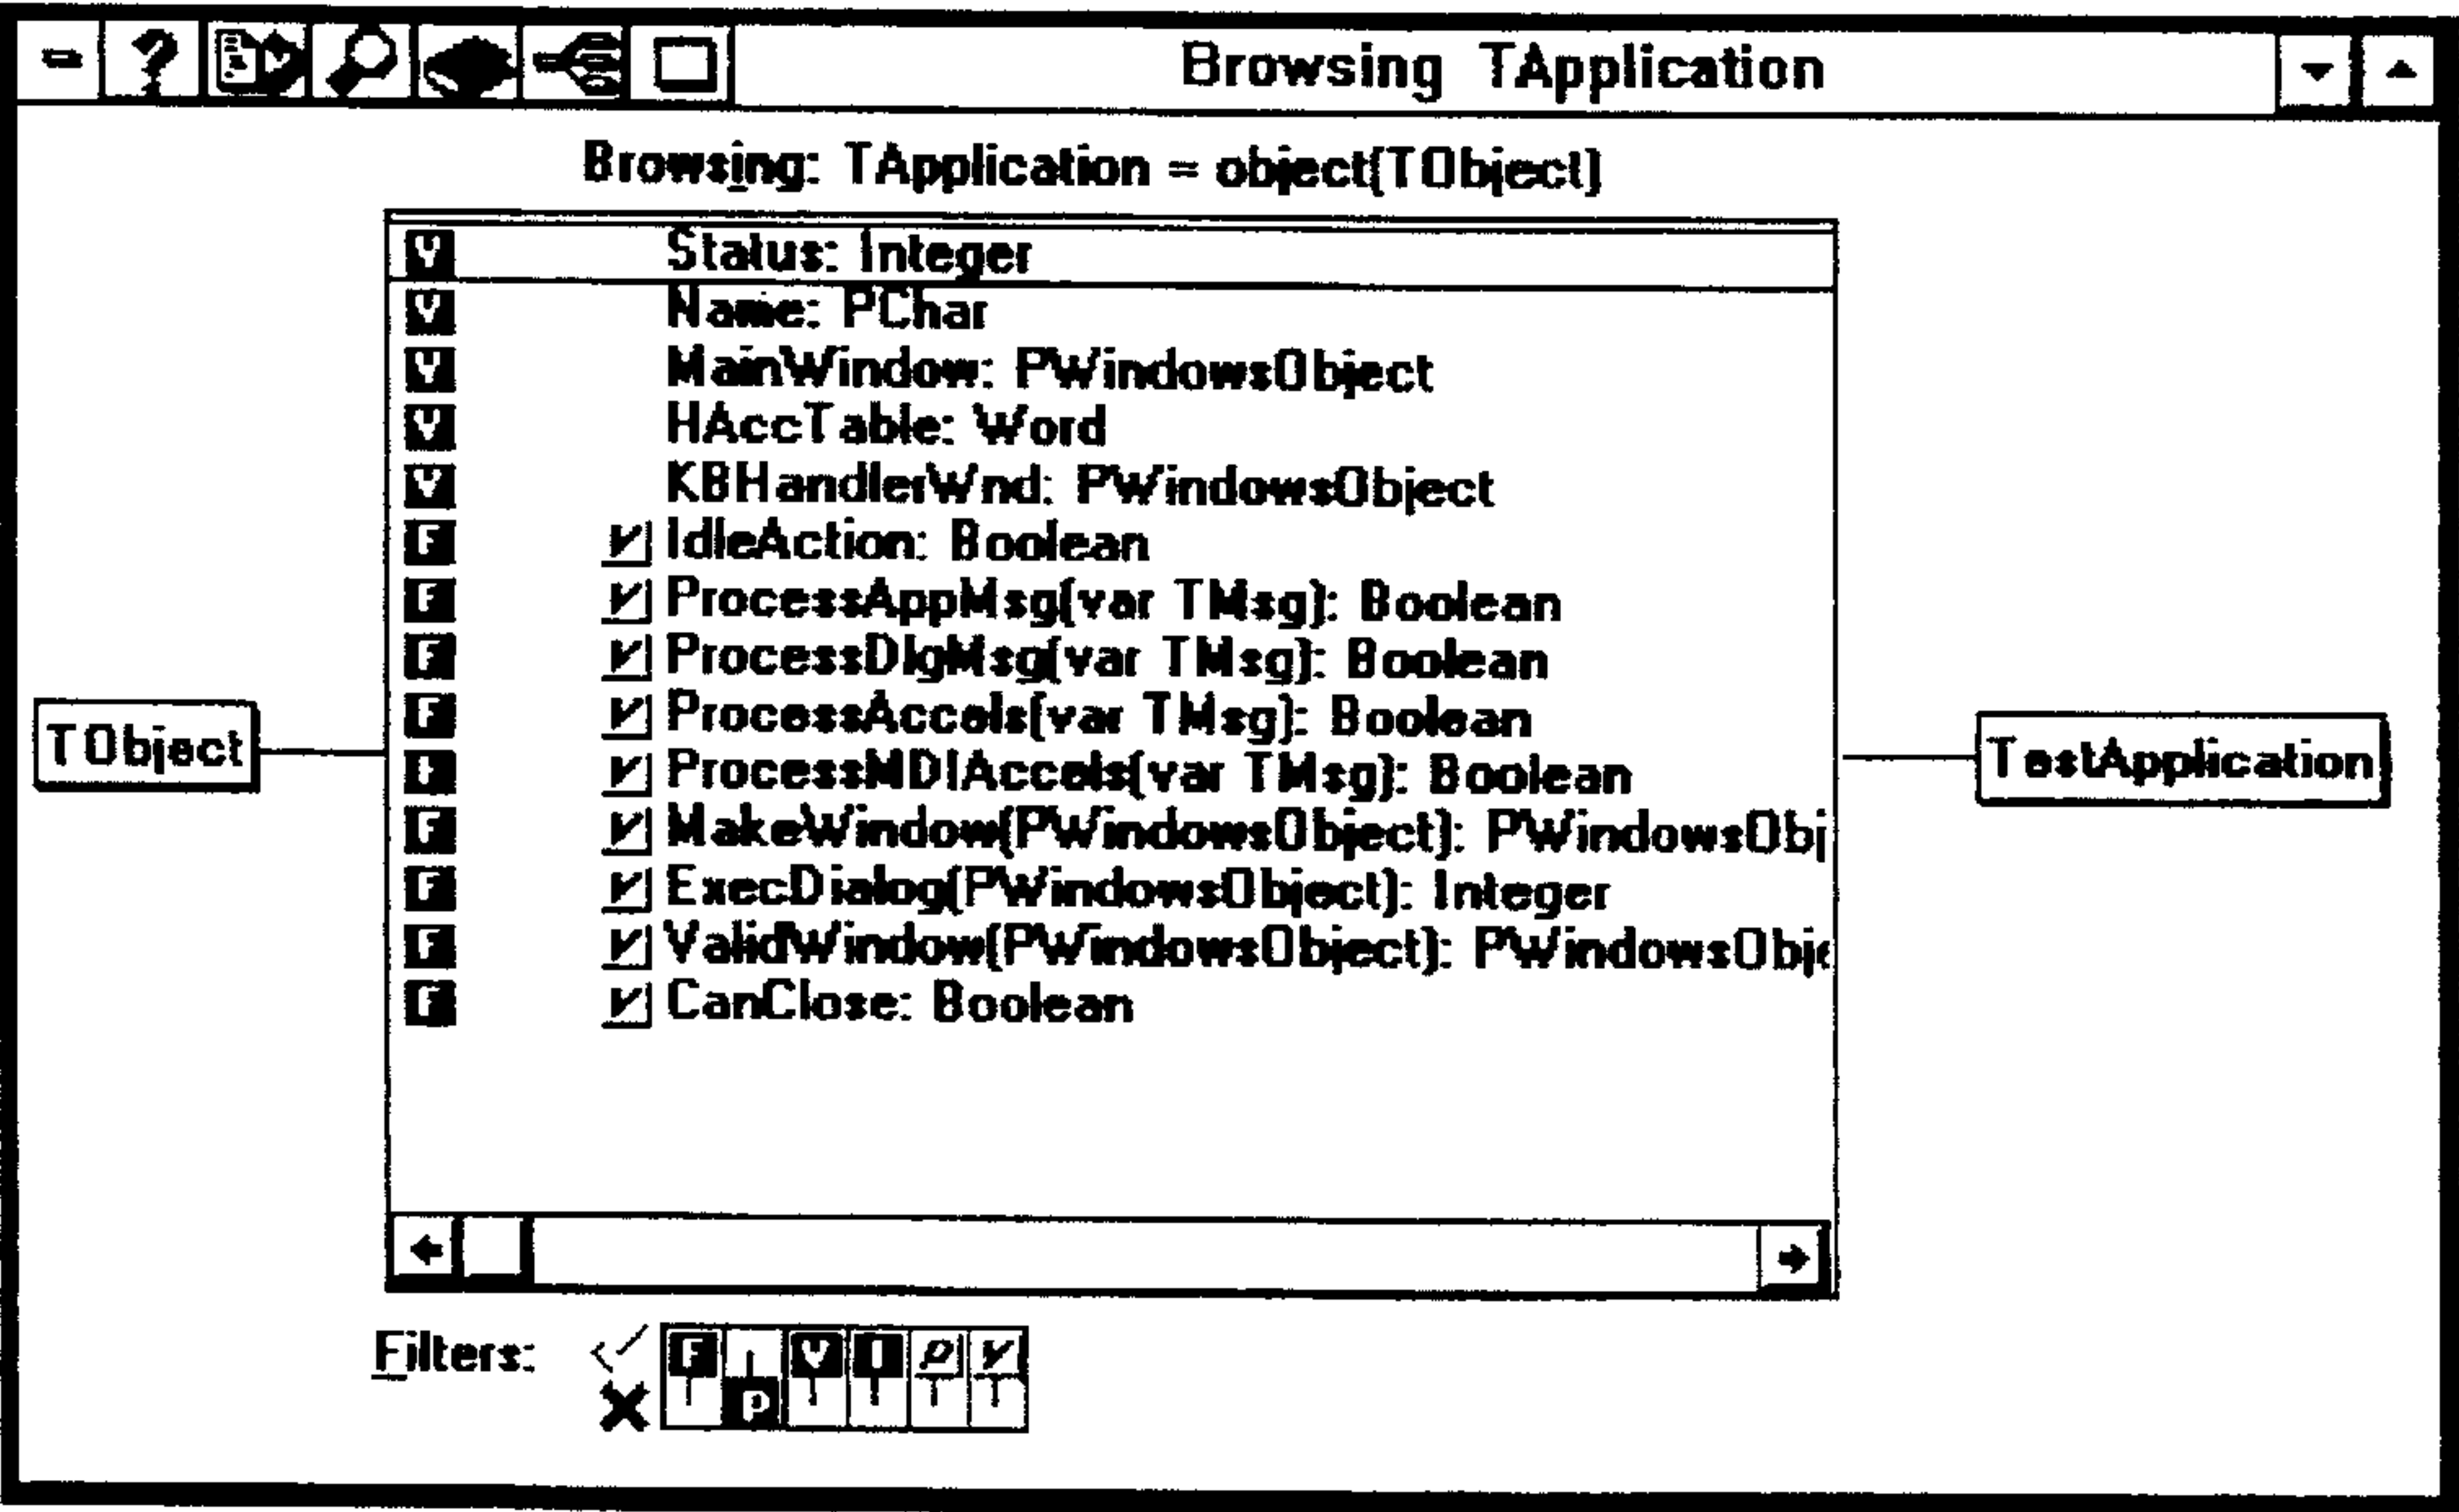 Browsing TApplication
Browsing: TApplication = object(TObject)
V Status: Integer
V Name: PChar
V MainWindow: PWindowsObject
V HAccTable: Word
V KBHandlerWnd: PWindowsObject
F V IdleAction: Boolean
F V ProcessAppMsg(var TMsg): Boolean
F V ProcessDlgMsg(var TMsg): Boolean
F V ProcessAccels(var TMsg): Boolean
F V ProcessMDIAccels(var TMsg): Boolean
F V MakeWindow(PWindowsObject): PWindowsObj
F V ExecDialog(PWindowsObject): Integer
F V ValidWindow(PWindowsObject): PWindowsObje
F V CanClose: Boolean
TObject
TestApplication
Filters: F V I D V
P